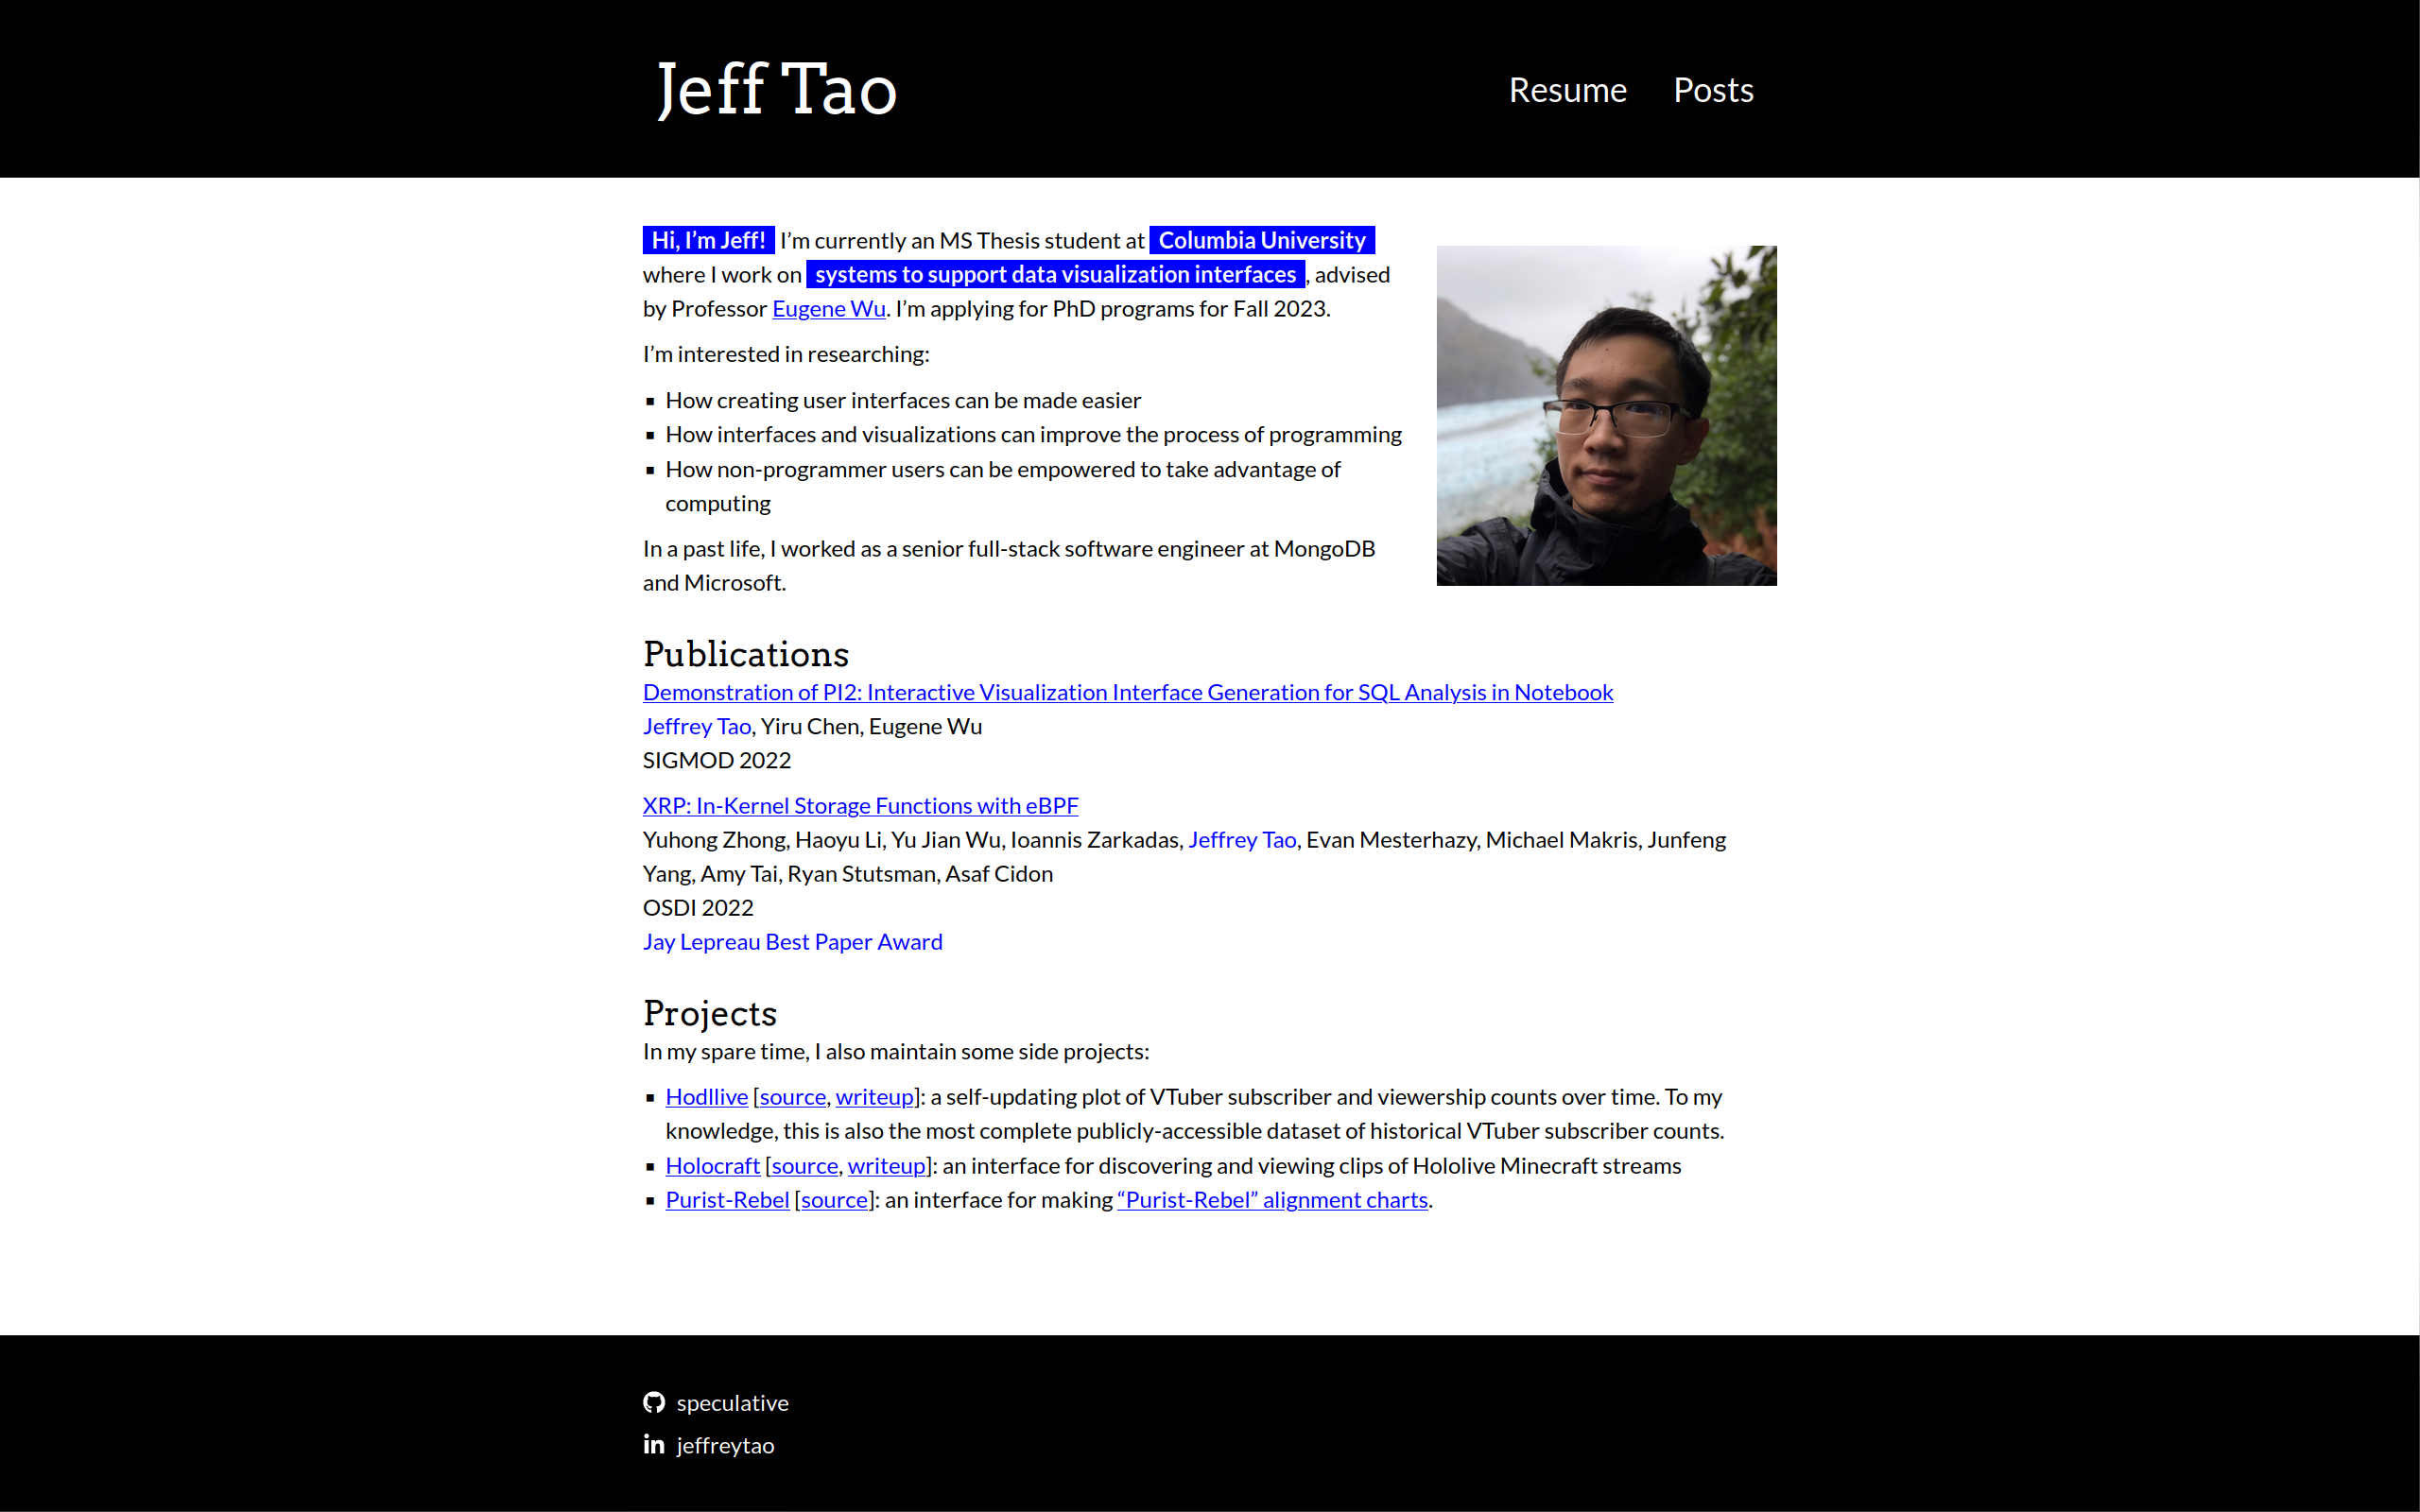 Jeff Tao
Resume Posts
Hi, I’m Jeff! I’m currently an MS Thesis student at Columbia University
where I work on systems to support data visualization interfaces, advised
by Professor Eugene Wu. I’m applying for PhD programs for Fall 2023.
I’m interested in researching:
▪ How creating user interfaces can be made easier
▪ How interfaces and visualizations can improve the process of programming
▪ How non-programmer users can be empowered to take advantage of
computing
In a past life, I worked as a senior full-stack software engineer at MongoDB
and Microsoft.
Publications
Demonstration of PI2: Interactive Visualization Interface Generation for SQL Analysis in Notebook
Jeffrey Tao, Yiru Chen, Eugene Wu
SIGMOD 2022
XRP: In-Kernel Storage Functions with eBPF
Yuhong Zhong, Haoyu Li, Yu Jian Wu, Ioannis Zarkadas, Jeffrey Tao, Evan Mesterhazy, Michael Makris, Junfeng
Yang, Amy Tai, Ryan Stutsman, Asaf Cidon
OSDI 2022
Jay Lepreau Best Paper Award
Projects
In my spare time, I also maintain some side projects:
▪ Hodllive [source, writeup]: a self-updating plot of VTuber subscriber and viewership counts over time. To my
knowledge, this is also the most complete publicly-accessible dataset of historical VTuber subscriber counts.
▪ Holocraft [source, writeup]: an interface for discovering and viewing clips of Hololive Minecraft streams
▪ Purist-Rebel [source]: an interface for making “Purist-Rebel” alignment charts.
speculative
jeffreytao